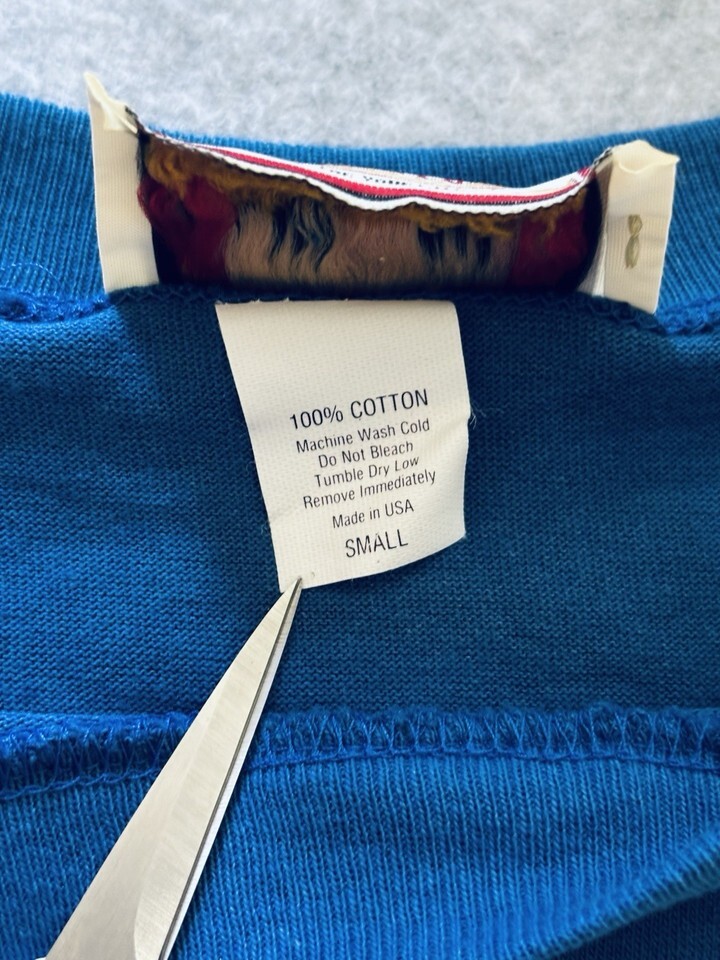 100% COTTON
Machine Wash Cold
Do Not Bleach
Tumble Dry Low
Remove Immediately
Made in USA
SMALL